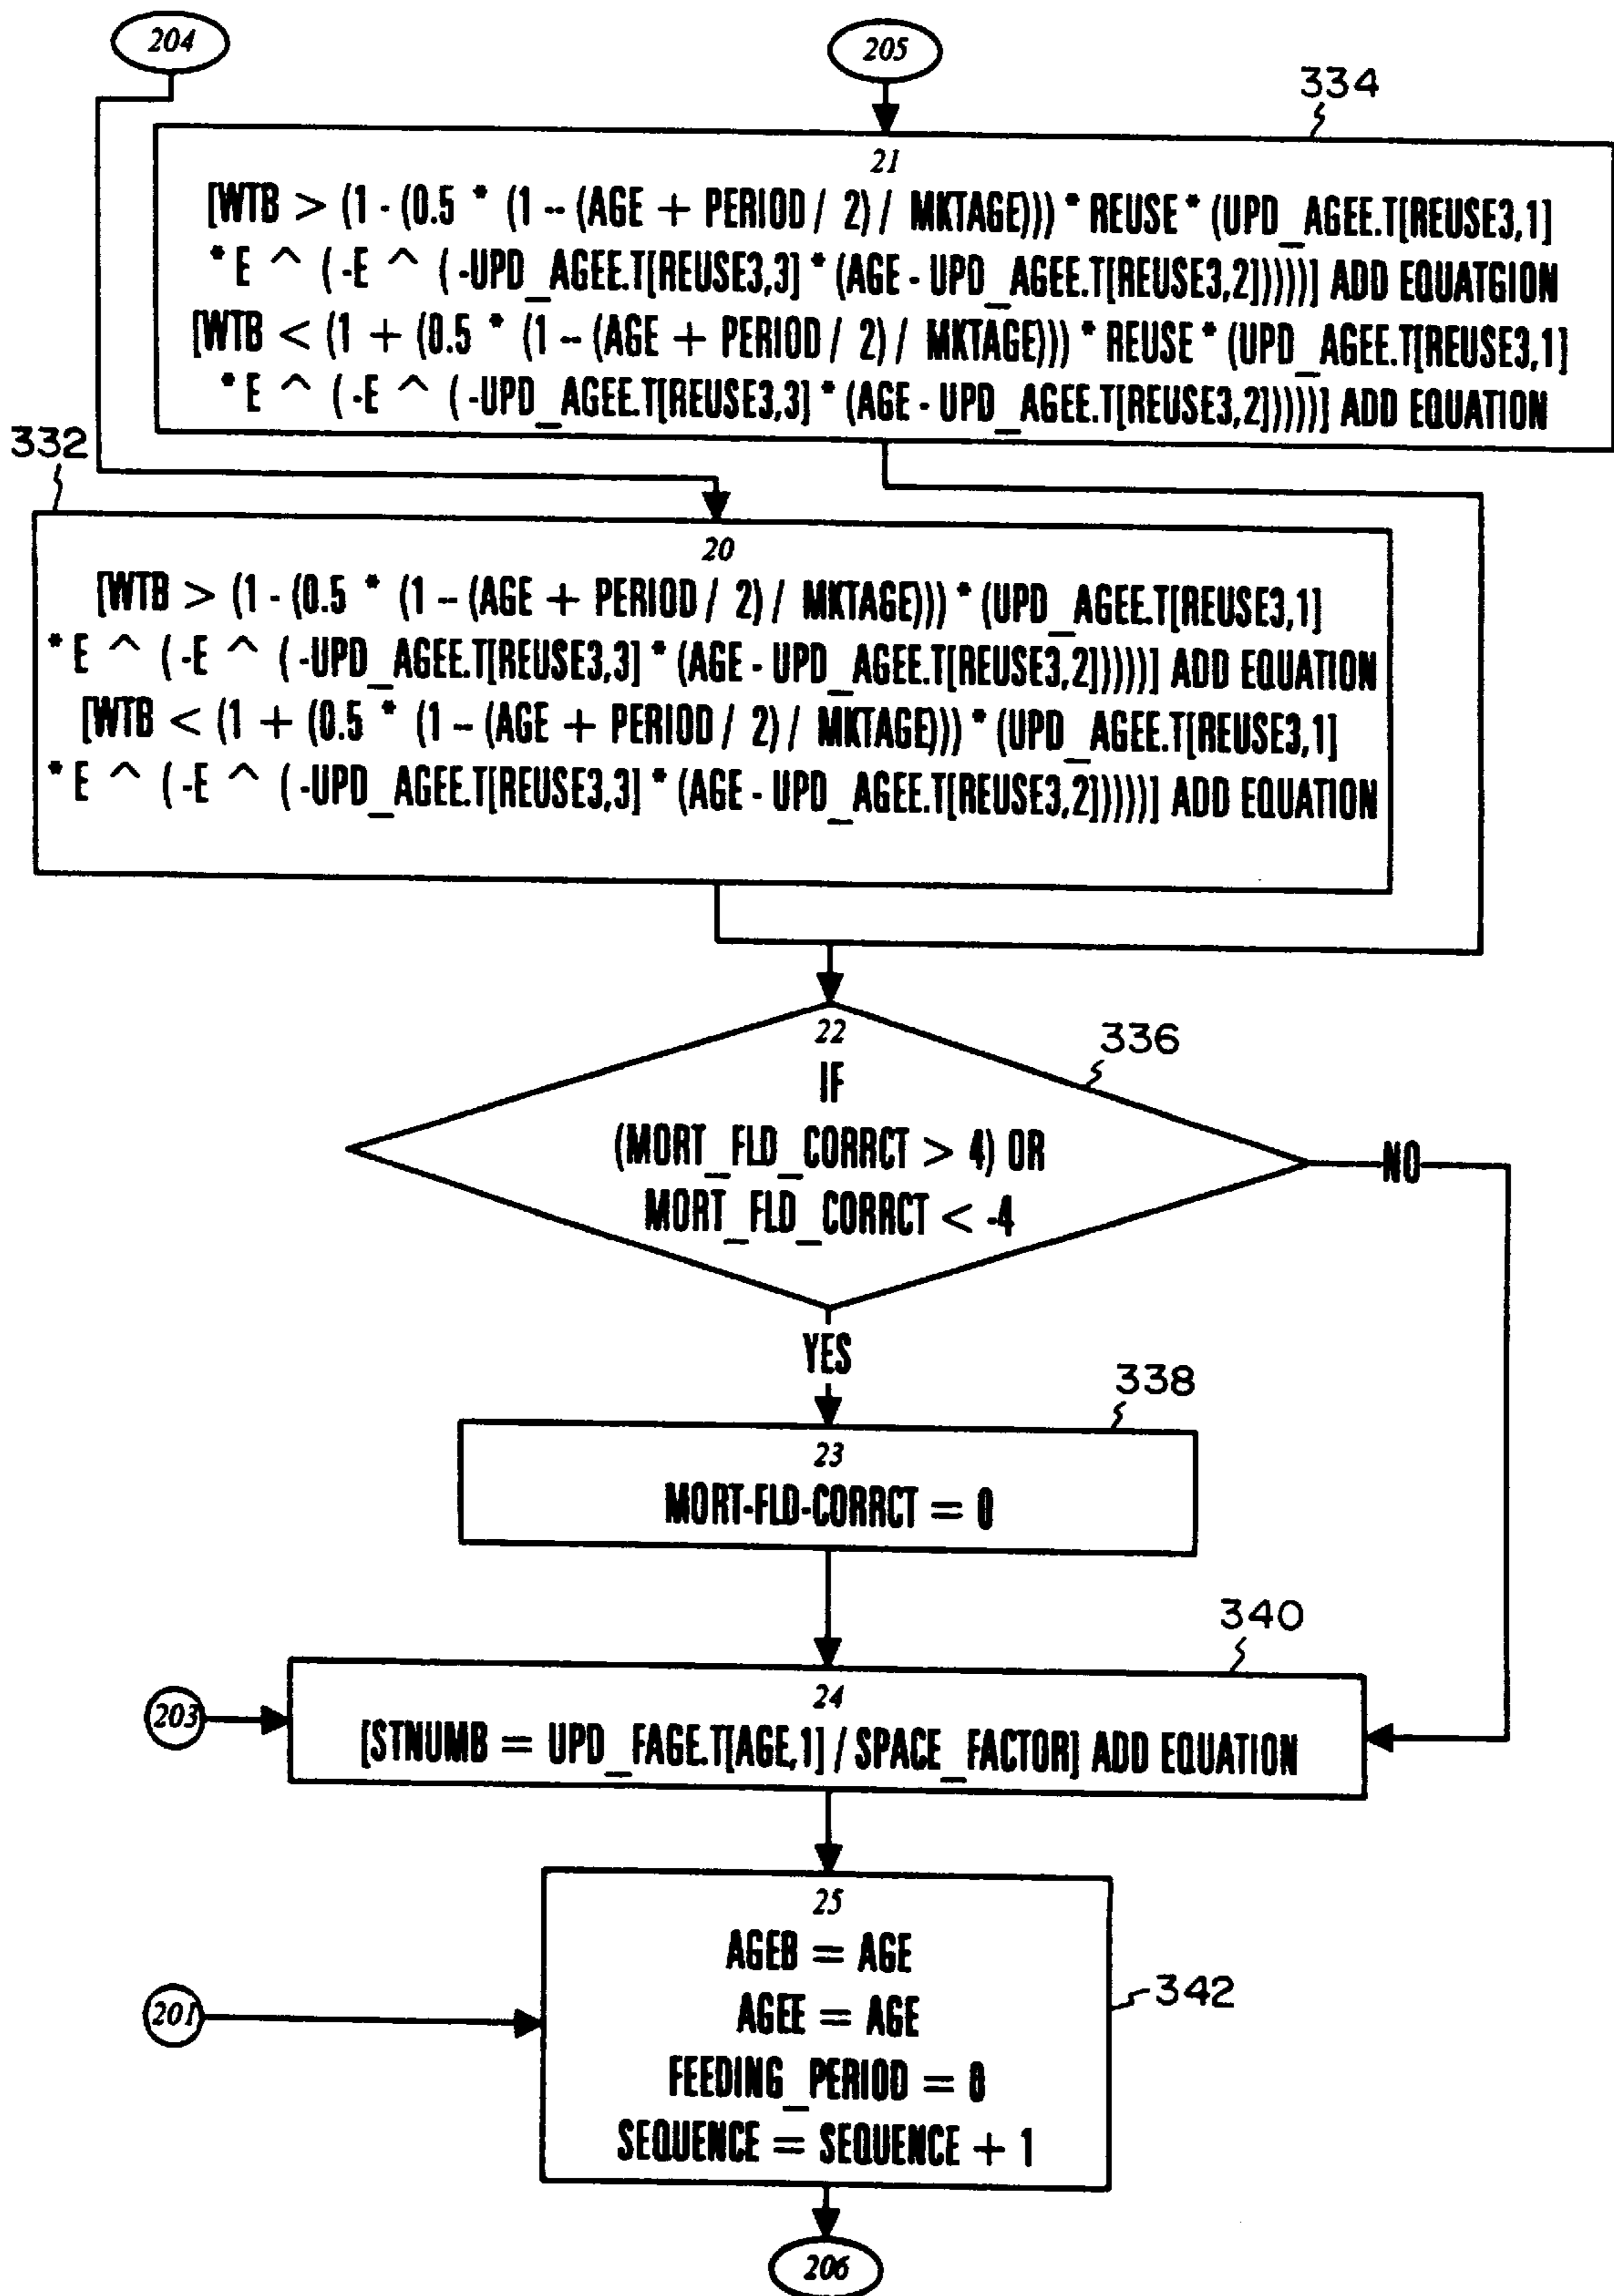 204
205
334
21
[WTB > (1 - (0.5 * (1 -- (AGE + PERIOD / 2) / MKTAGE))) * REUSE * (UPD_AGEE.T[REUSE3,1]
* E ^ (-E ^ ( -UPD_AGEE.T[REUSE3,3] * (AGE - UPD_AGEE.T[REUSE3,2]))))] ADD EQUATGION
[WTB < (1 + (0.5 * (1 -- (AGE + PERIOD / 2) / MKTAGE))) * REUSE * (UPD_AGEE.T[REUSE3,1]
* E ^ (-E ^ ( -UPD_AGEE.T[REUSE3,3] * (AGE - UPD_AGEE.T[REUSE3,2]))))] ADD EQUATION
332
20
[WTB > (1 - (0.5 * (1 -- (AGE + PERIOD / 2) / MKTAGE))) * (UPD_AGEE.T[REUSE3,1]
* E ^ (-E ^ ( -UPD_AGEE.T[REUSE3,3] * (AGE - UPD_AGEE.T[REUSE3,2]))))] ADD EQUATION
[WTB < (1 + (0.5 * (1 -- (AGE + PERIOD / 2) / MKTAGE))) * (UPD_AGEE.T[REUSE3,1]
* E ^ (-E ^ ( -UPD_AGEE.T[REUSE3,3] * (AGE - UPD_AGEE.T[REUSE3,2]))))] ADD EQUATION
22
336
IF
(MORT_FLD_CORRCT > 4) OR
NO
MORT_FLD_CORRCT < -4
YES
338
23
MORT-FLD-CORRCT = 0
340
24
203
[STNUMB = UPD_FAGE.T[AGE,1] / SPACE_FACTOR] ADD EQUATION
25
AGEB = AGE
342
201
AGEE = AGE
FEEDING_PERIOD = 0
SEQUENCE = SEQUENCE + 1
206